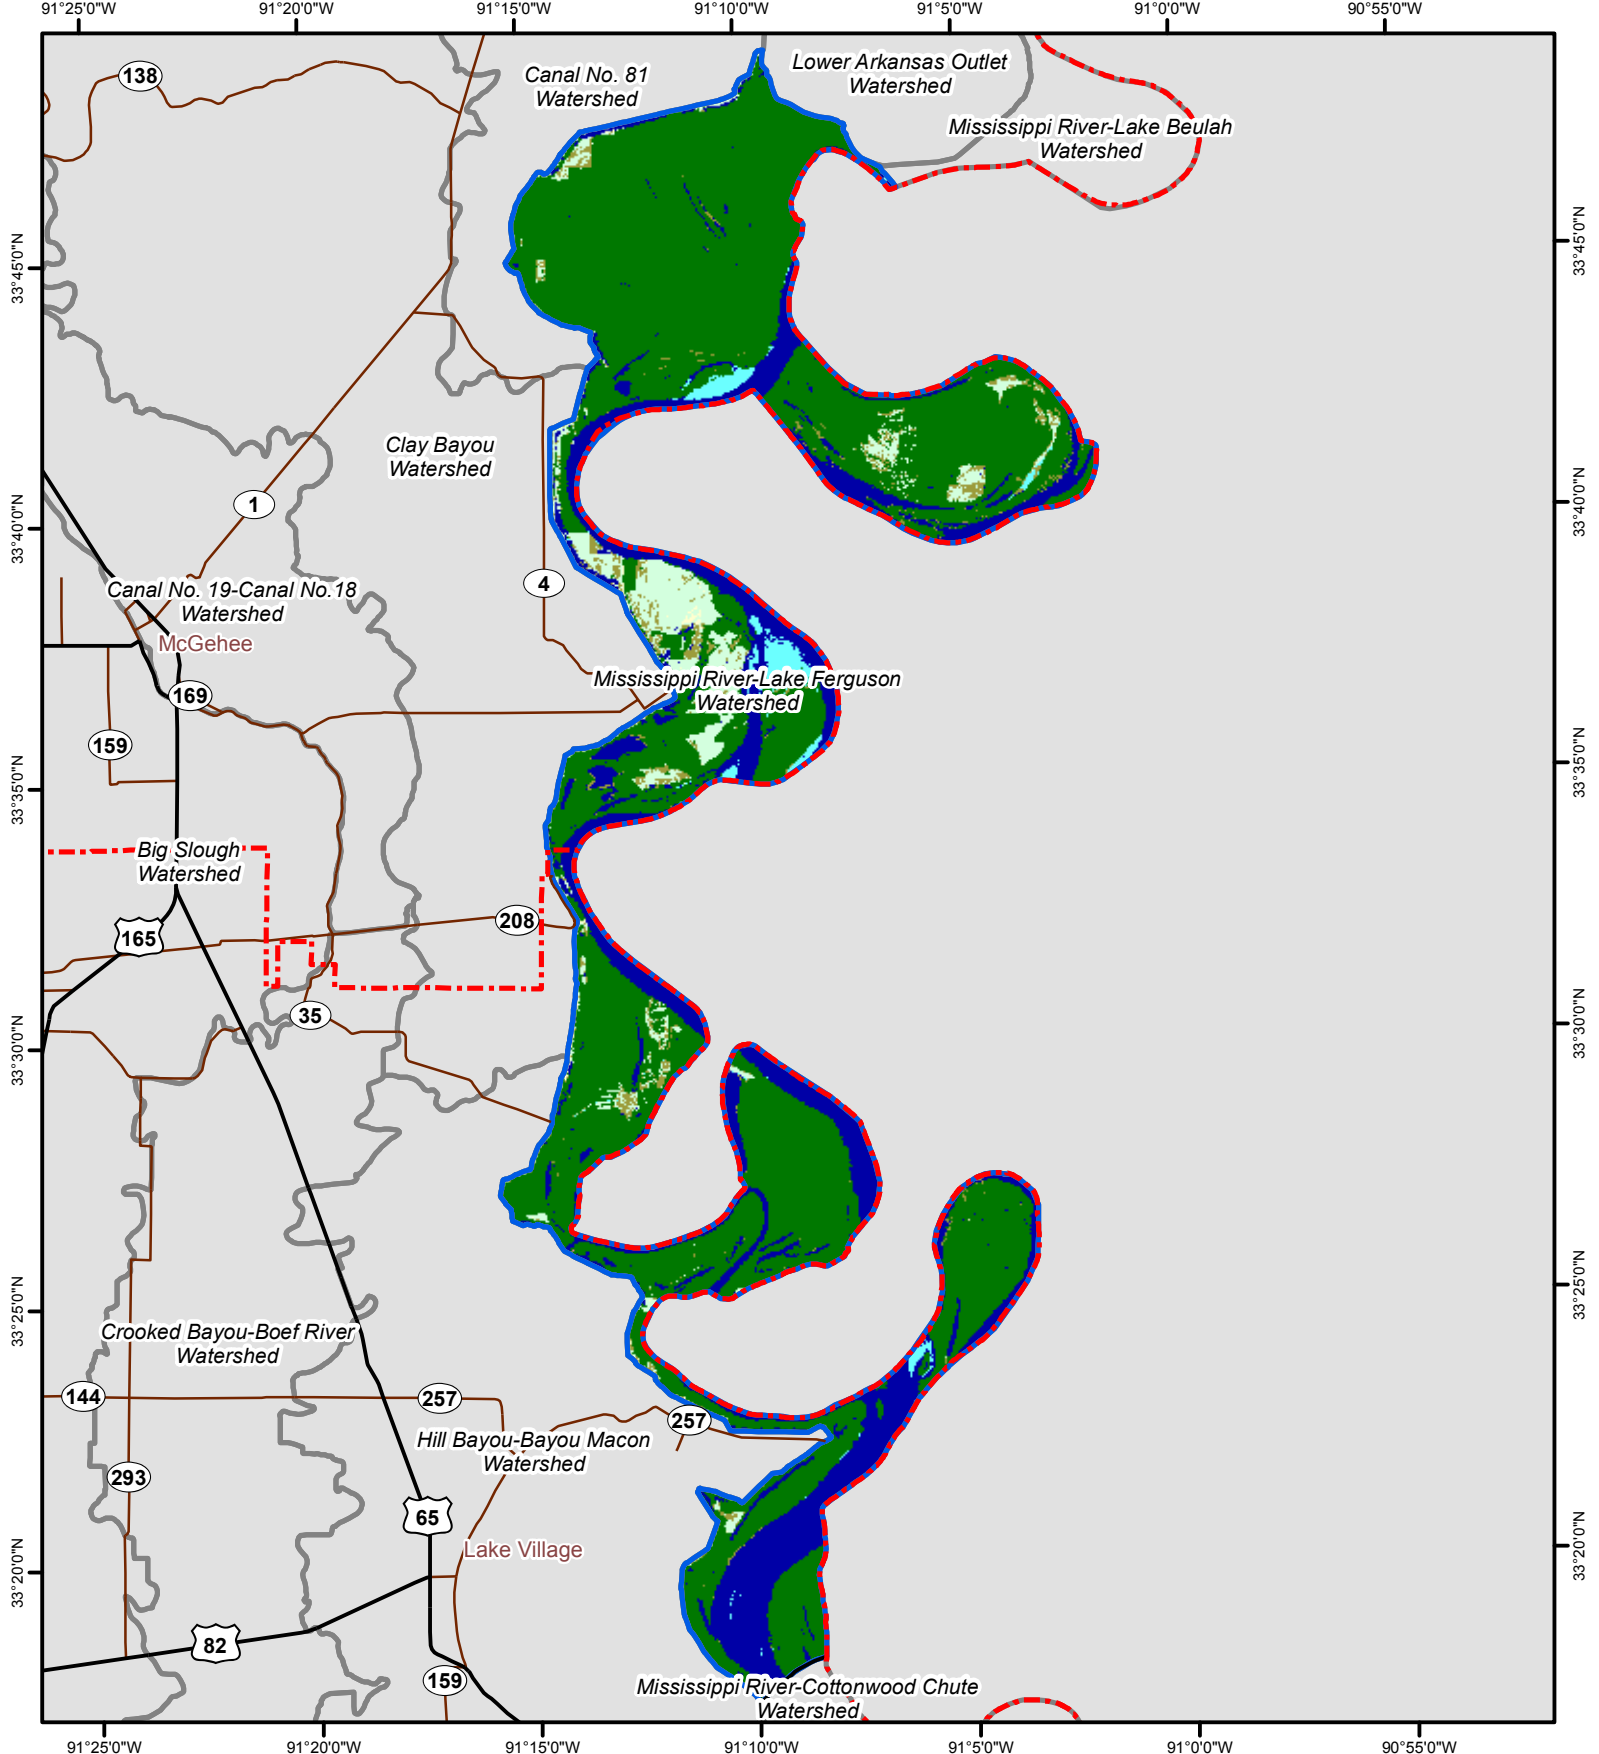 91°25'0"W 91°20'0"W 91°15'0"W 91°10'0"W 91°5'0"W 91°0'0"W 90°55'0"W
138
Canal No. 81
Watershed
Lower Arkansas Outlet
Watershed
Mississippi River-Lake Beulah
Watershed
33°45'0"N
33°45'0"N
Clay Bayou
Watershed
1
33°40'0"N
33°40'0"N
4
Canal No. 19-Canal No.18
Watershed
McGehee
169
Mississippi River-Lake Ferguson
Watershed
159
33°35'0"N
33°35'0"N
Big Slough
Watershed
208
165
35
33°30'0"N
33°30'0"N
33°25'0"N
33°25'0"N
Crooked Bayou-Boef River
Watershed
144
257
257
Hill Bayou-Bayou Macon
Watershed
293
65
Lake Village
33°20'0"N
33°20'0"N
82
159
Mississippi River-Cottonwood Chute
Watershed
91°25'0"W 91°20'0"W 91°15'0"W 91°10'0"W 91°5'0"W 91°0'0"W 90°55'0"W